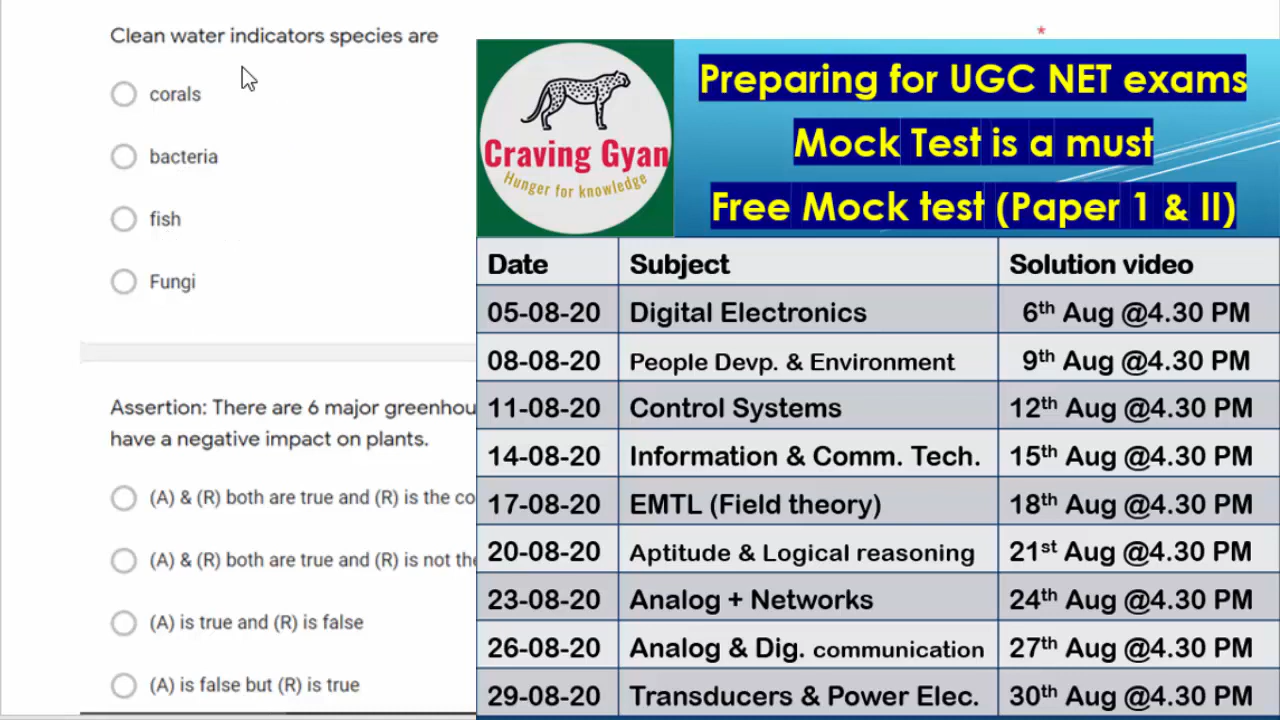 Clean water indicators species are
*
corals
bacteria
fish
Fungi
Assertion: There are 6 major greenhou
have a negative impact on plants.
(A) & (R) both are true and (R) is the co
(A) & (R) both are true and (R) is not the
(A) is true and (R) is false
(A) is false but (R) is true
Craving Gyan
Hunger for knowledge
Preparing for UGC NET exams
Mock Test is a must
Free Mock test (Paper 1 & II)
Date Subject Solution video
05-08-20 Digital Electronics 6th Aug @4.30 PM
08-08-20 People Devp. & Environment 9th Aug @4.30 PM
11-08-20 Control Systems 12th Aug @4.30 PM
14-08-20 Information & Comm. Tech. 15th Aug @4.30 PM
17-08-20 EMTL (Field theory) 18th Aug @4.30 PM
20-08-20 Aptitude & Logical reasoning 21st Aug @4.30 PM
23-08-20 Analog + Networks 24th Aug @4.30 PM
26-08-20 Analog & Dig. communication 27th Aug @4.30 PM
29-08-20 Transducers & Power Elec. 30th Aug @4.30 PM